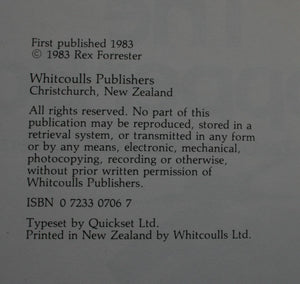 First published 1983
© 1983 Rex Forrester
Whitcoulls Publishers
Christchurch, New Zealand
All rights reserved. No part of this
publication may be reproduced, stored in a
retrieval system, or transmitted in any form
or by any means, electronic, mechanical,
photocopying, recording or otherwise,
without prior written permission of
Whitcoulls Publishers.
ISBN 0 7233 0706 7
Typeset by Quickset Ltd.
Printed in New Zealand by Whitcoulls Ltd.